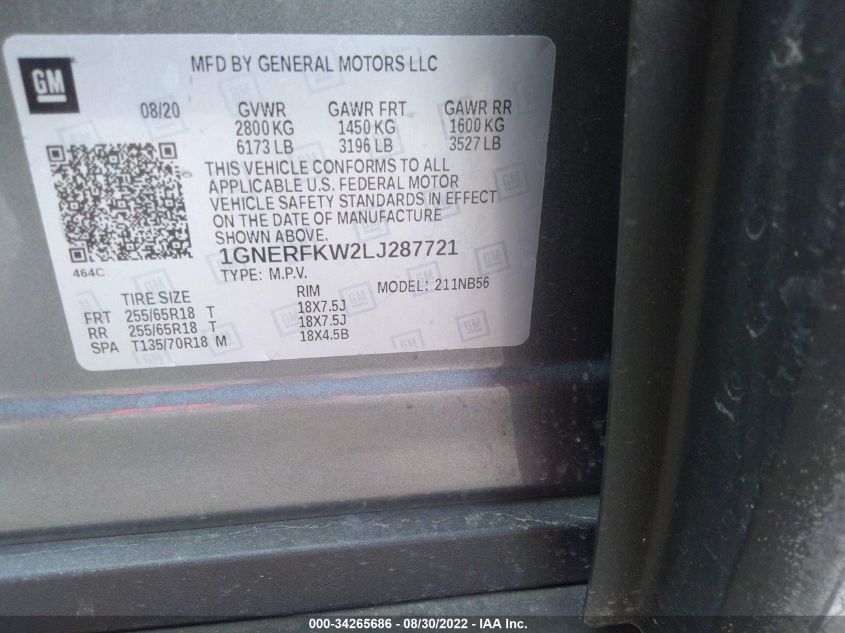 GM
MFD BY GENERAL MOTORS LLC
08/20 GVWR GAWR FRT GAWR RR
2800 KG 1450 KG 1600 KG
6173 LB 3196 LB 3527 LB
THIS VEHICLE CONFORMS TO ALL
APPLICABLE U.S. FEDERAL MOTOR
VEHICLE SAFETY STANDARDS IN EFFECT
ON THE DATE OF MANUFACTURE
SHOWN ABOVE.
464C
1GNERFKW2LJ287721
TYPE: M.P.V.
MODEL: 211NB56
TIRE SIZE RIM
FRT 255/65R18 T 18X7.5J
RR 255/65R18 T 18X7.5J
SPA T135/70R18 M 18X4.5B
000-34265686 - 08/30/2022 - IAA Inc.